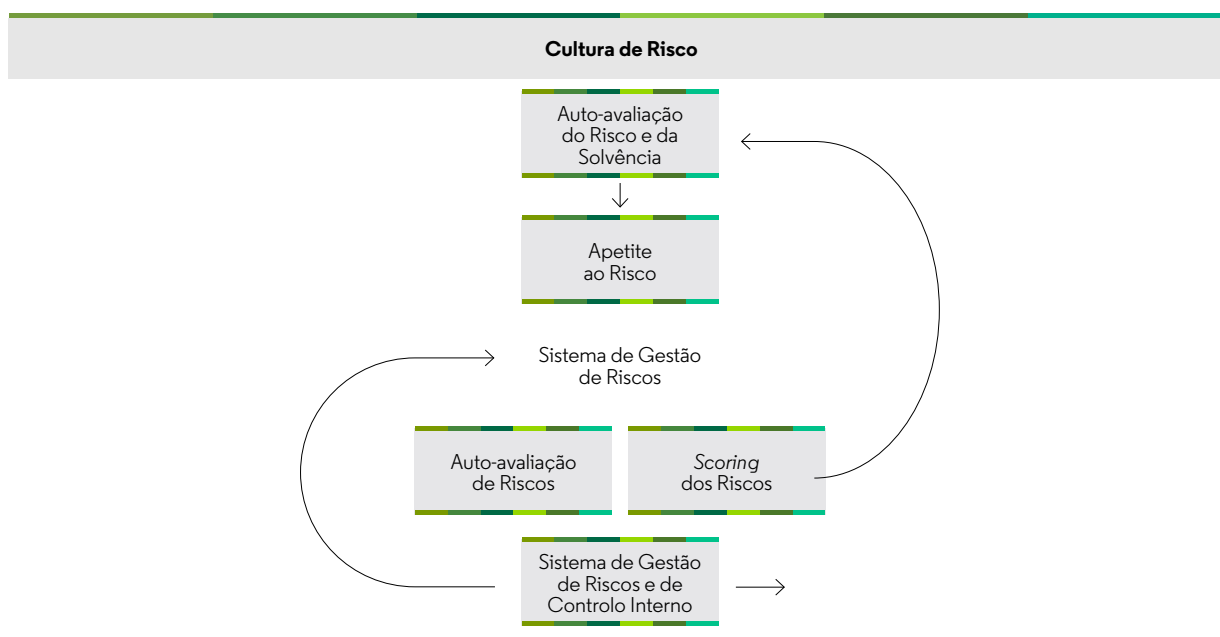 Cultura de Risco
Auto-avaliação
do Risco e da
Solvência
Apetite
ao Risco
Sistema de Gestão
de Riscos
Auto-avaliação
de Riscos
Scoring
dos Riscos
Sistema de Gestão
de Riscos e de
Controlo Interno